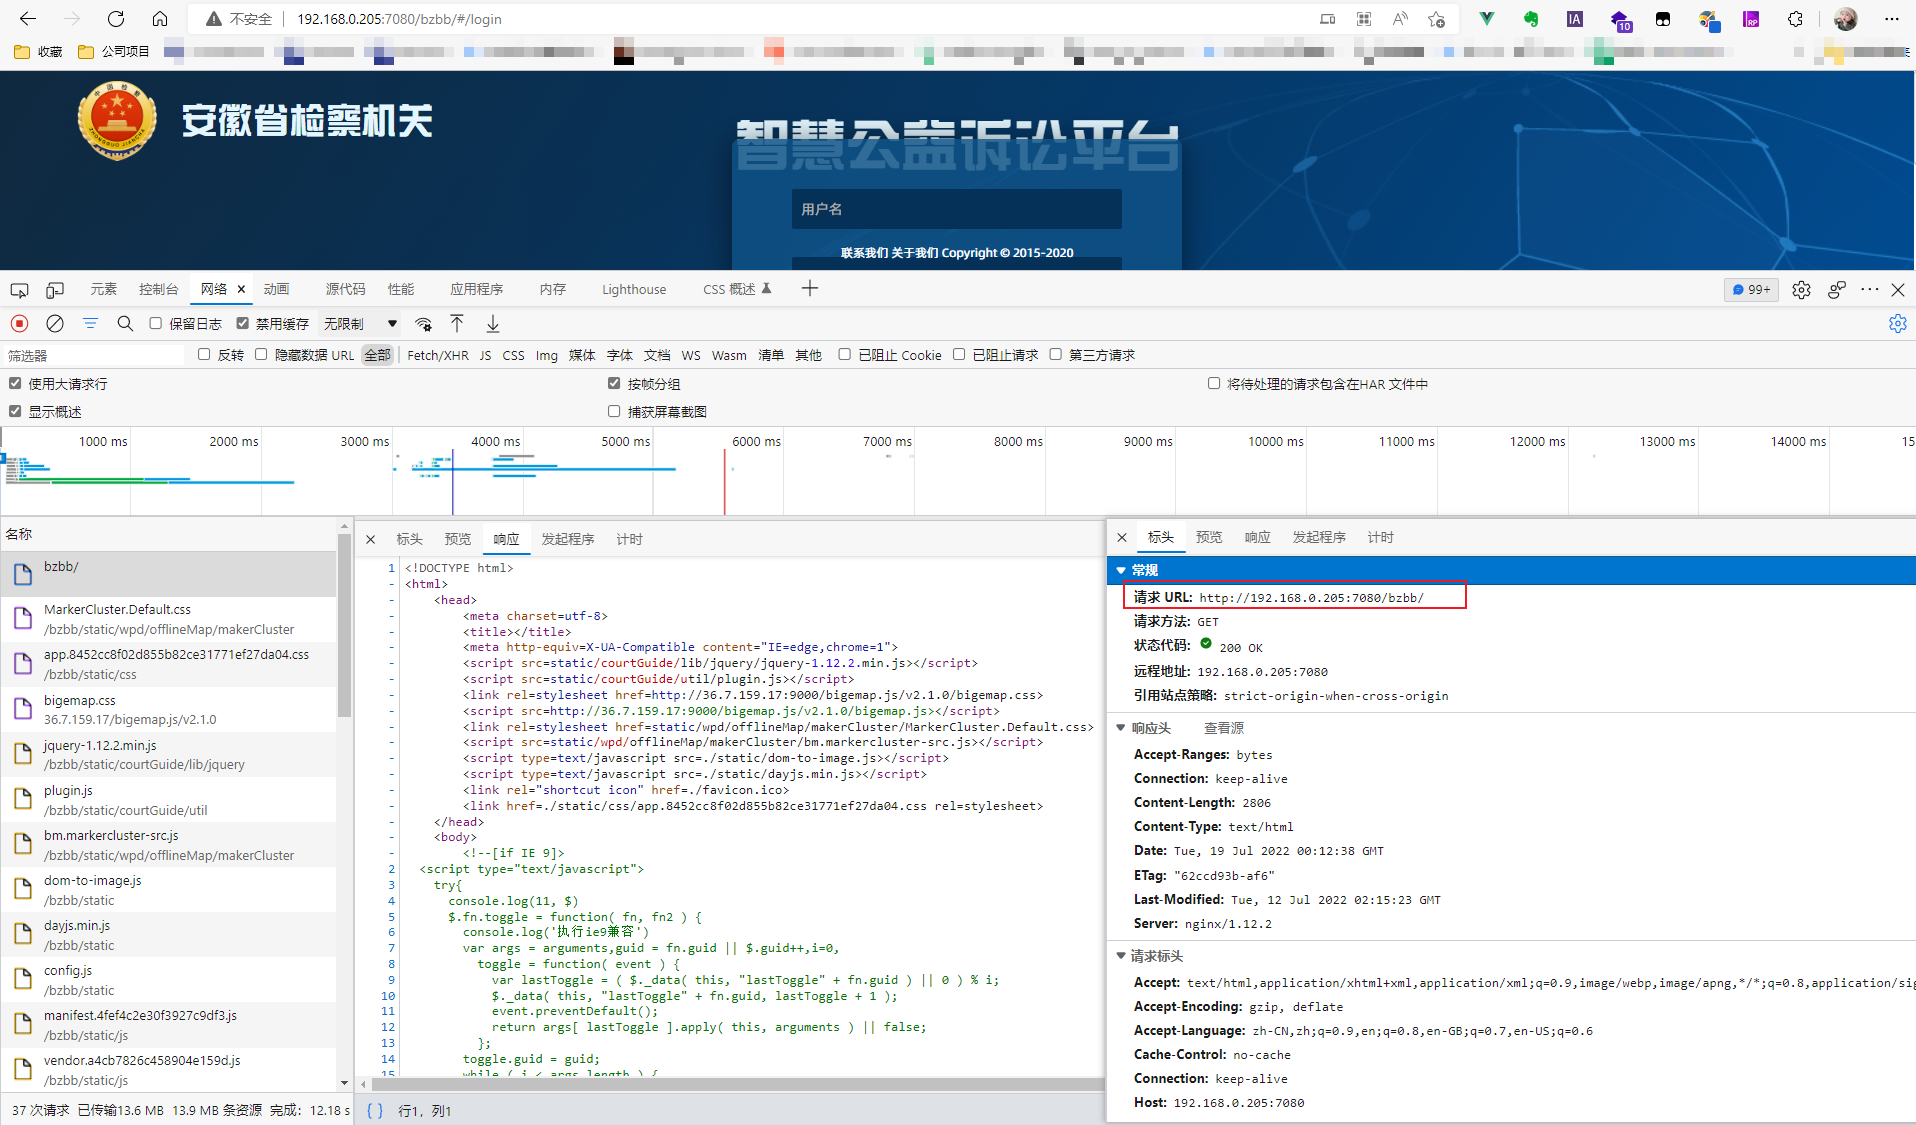 不安全 192.168.0.205:7080/bzbb/#/login
收藏 公司项目
安徽省检察机关
智慧公益诉讼平台
用户名
联系我们 关于我们 Copyright © 2015-2020
元素 控制台 网络 动画 源代码 性能 应用程序 内存 Lighthouse CSS 概述 99+
保留日志 禁用缓存 无限制
筛选器 反转 隐藏数据 URL 全部 Fetch/XHR JS CSS Img 媒体 字体 文档 WS Wasm 清单 其他 已阻止 Cookie 已阻止请求 第三方请求
使用大请求行 按帧分组 将待处理的请求包含在HAR 文件中
显示概述 捕获屏幕截图
1000 ms 2000 ms 3000 ms 4000 ms 5000 ms 6000 ms 7000 ms 8000 ms 9000 ms 10000 ms 11000 ms 12000 ms 13000 ms 14000 ms 15
名称
bzbb/
MarkerCluster.Default.css
/bzbb/static/wpd/offlineMap/makerCluster
app.8452cc8f02d855b82ce31771ef27da04.css
/bzbb/static/css
bigemap.css
36.7.159.17/bigemap.js/v2.1.0
jquery-1.12.2.min.js
/bzbb/static/courtGuide/lib/jquery
plugin.js
/bzbb/static/courtGuide/util
bm.markercluster-src.js
/bzbb/static/wpd/offlineMap/makerCluster
dom-to-image.js
/bzbb/static
dayjs.min.js
/bzbb/static
config.js
/bzbb/static
manifest.4fef4c2e30f3927c9df3.js
/bzbb/static/js
vendor.a4cb7826c458904e159d.js
/bzbb/static/js
37 次请求 已传输13.6 MB 13.9 MB 条资源 完成: 12.18 s
标头 预览 响应 发起程序 计时
1 <!DOCTYPE html>
- <html>
- <head>
- <meta charset=utf-8>
- <title></title>
- <meta http-equiv=X-UA-Compatible content="IE=edge,chrome=1">
- <script src=static/courtGuide/lib/jquery/jquery-1.12.2.min.js></script>
- <script src=static/courtGuide/util/plugin.js></script>
- <link rel=stylesheet href=http://36.7.159.17:9000/bigemap.js/v2.1.0/bigemap.css>
- <script src=http://36.7.159.17:9000/bigemap.js/v2.1.0/bigemap.js></script>
- <link rel=stylesheet href=static/wpd/offlineMap/makerCluster/MarkerCluster.Default.css>
- <script src=static/wpd/offlineMap/makerCluster/bm.markercluster-src.js></script>
- <script type=text/javascript src=./static/dom-to-image.js></script>
- <script type=text/javascript src=./static/dayjs.min.js></script>
- <link rel="shortcut icon" href=./favicon.ico>
- <link href=./static/css/app.8452cc8f02d855b82ce31771ef27da04.css rel=stylesheet>
- </head>
- <body>
- <!--[if IE 9]>
2 <script type="text/javascript">
3 try{
4 console.log(11, $)
5 $.fn.toggle = function( fn, fn2 ) {
6 console.log('执行ie9兼容')
7 var args = arguments,guid = fn.guid || $.guid++,i=0,
8 toggle = function( event ) {
9 var lastToggle = ( $._data( this, "lastToggle" + fn.guid ) || 0 ) % i;
10 $._data( this, "lastToggle" + fn.guid, lastToggle + 1 );
11 event.preventDefault();
12 return args[ lastToggle ].apply( this, arguments ) || false;
13 };
14 toggle.guid = guid;
15 while ( i < args.length ) {
{ } 行1，列1
标头 预览 响应 发起程序 计时
常规
请求 URL: http://192.168.0.205:7080/bzbb/
请求方法: GET
状态代码: 200 OK
远程地址: 192.168.0.205:7080
引用站点策略: strict-origin-when-cross-origin
响应头 查看源
Accept-Ranges: bytes
Connection: keep-alive
Content-Length: 2806
Content-Type: text/html
Date: Tue, 19 Jul 2022 00:12:38 GMT
ETag: "62ccd93b-af6"
Last-Modified: Tue, 12 Jul 2022 02:15:23 GMT
Server: nginx/1.12.2
请求标头
Accept: text/html,application/xhtml+xml,application/xml;q=0.9,image/webp,image/apng,*/*;q=0.8,application/sig
Accept-Encoding: gzip, deflate
Accept-Language: zh-CN,zh;q=0.9,en;q=0.8,en-GB;q=0.7,en-US;q=0.6
Cache-Control: no-cache
Connection: keep-alive
Host: 192.168.0.205:7080